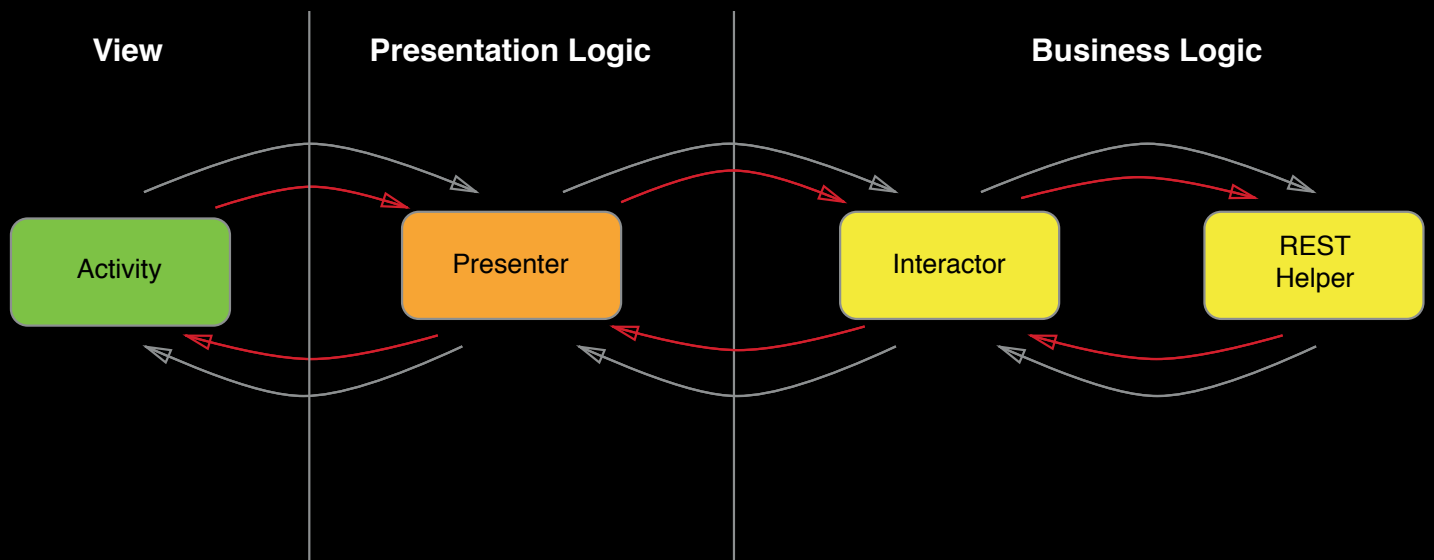 View
Presentation Logic
Business Logic
Activity
Presenter
Interactor
REST
Helper